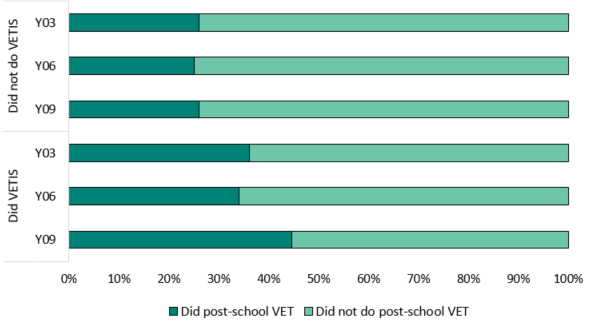 Did not do VETIS
Y03
Y06
Y09
Did VETIS
Y03
Y06
Y09
0% 10% 20% 30% 40% 50% 60% 70% 80% 90% 100%
Did post-school VET Did not do post-school VET